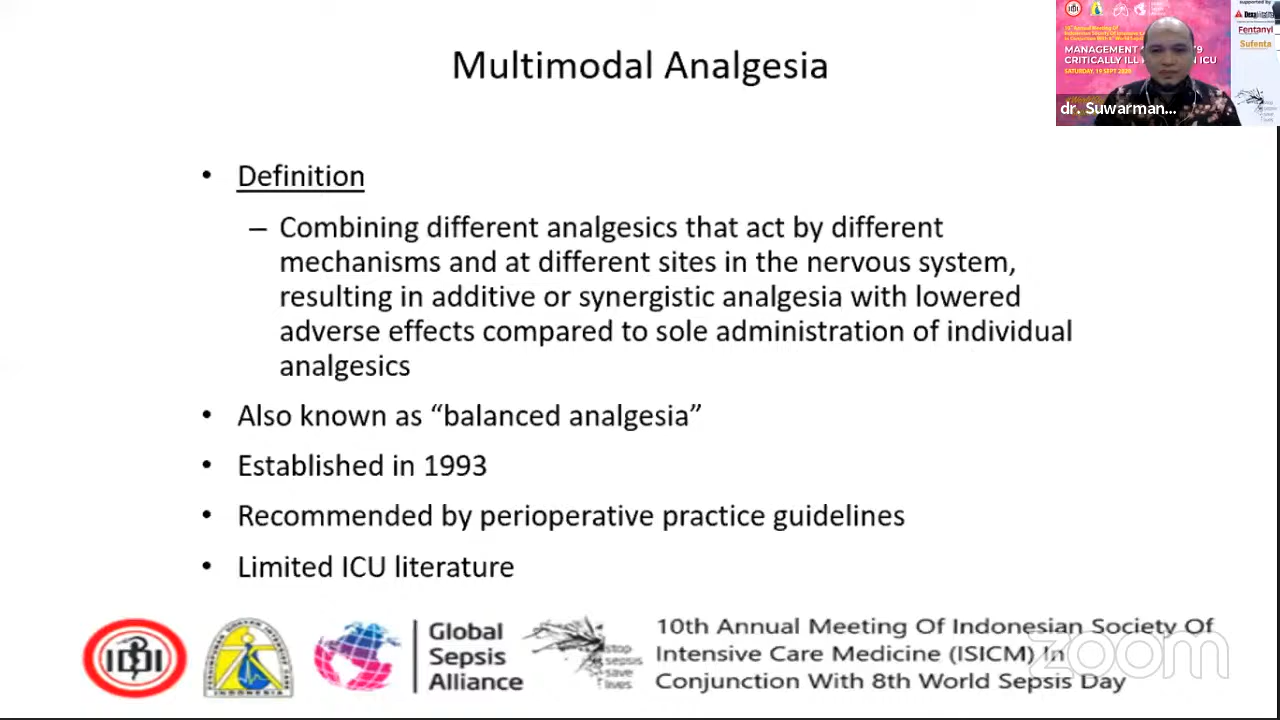 Multimodal Analgesia
• Definition
– Combining different analgesics that act by different
mechanisms and at different sites in the nervous system,
resulting in additive or synergistic analgesia with lowered
adverse effects compared to sole administration of individual
analgesics
• Also known as “balanced analgesia”
• Established in 1993
• Recommended by perioperative practice guidelines
• Limited ICU literature
IDI
INDONESIA
Global
Sepsis
Alliance
stop
sepsis
save
lives
10th Annual Meeting Of Indonesian Society Of
Intensive Care Medicine (ISICM) In
Conjunction With 8th World Sepsis Day
zoom
MANAGEMENT
CRITICALLY ILL ICU
SATURDAY, 19 SEPT 2020
supported by
Fentanyl
Sufenta
dr. Suwarman...